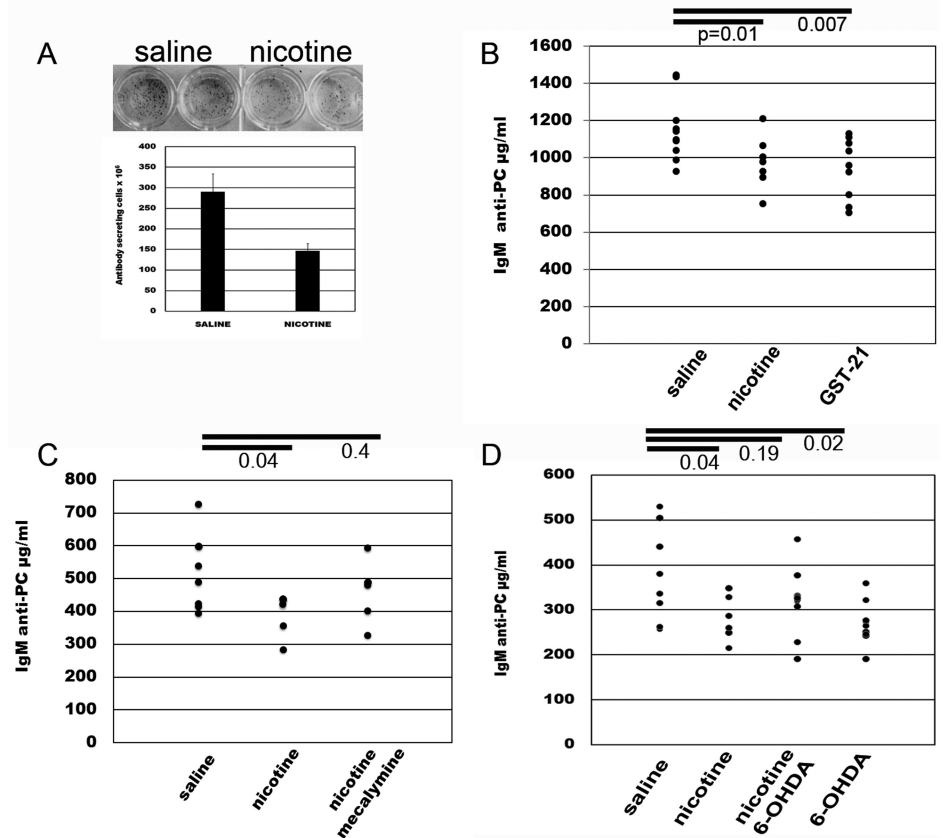 A
saline nicotine
400
350
300
250
200
150
100
50
0
Antibody secreting cells x 10⁶
SALINE NICOTINE
B
0.007
p=0.01
1600
1400
1200
1000
800
600
400
200
0
IgM anti-PC µg/ml
saline
nicotine
GST-21
C
0.04 0.4
800
700
600
500
400
300
200
100
0
IgM anti-PC µg/ml
saline
nicotine
nicotine
mecalymine
D
0.02
0.19
0.04
600
500
400
300
200
100
0
IgM anti-PC µg/ml
saline
nicotine
nicotine
6-OHDA
6-OHDA